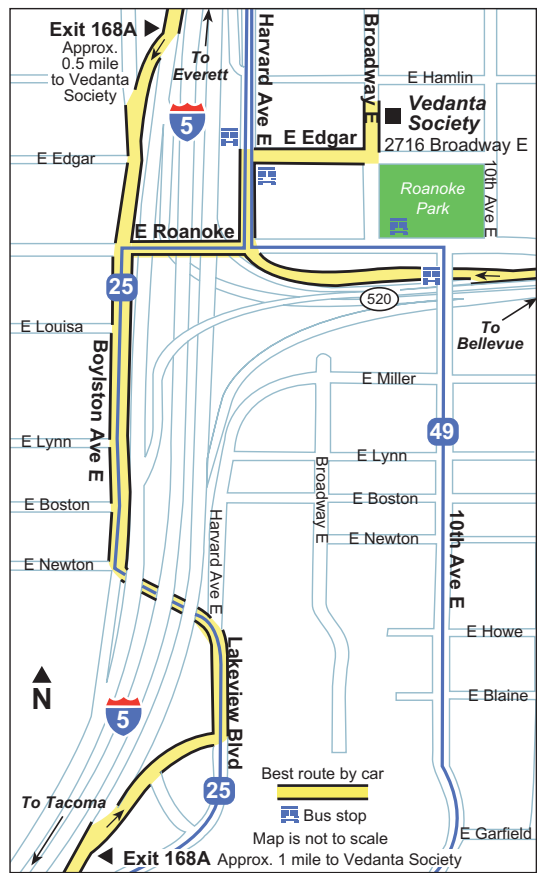 Exit 168A
Approx.
0.5 mile
to Vedanta
Society
To
Everett
5
Harvard Ave E
Broadway E
E Hamlin
Vedanta
Society
2716 Broadway E
E Edgar
E Edgar
Roanoke
Park
10th Ave E
E Roanoke
25
520
To
Bellevue
E Louisa
Boylston Ave E
E Miller
49
E Lynn
E Lynn
Broadway E
E Boston
E Boston
Harvard Ave E
E Newton
E Newton
10th Ave E
E Howe
Lakeview Blvd
N
E Blaine
5
Best route by car
25
Bus stop
To Tacoma
Map is not to scale
E Garfield
Exit 168A Approx. 1 mile to Vedanta Society